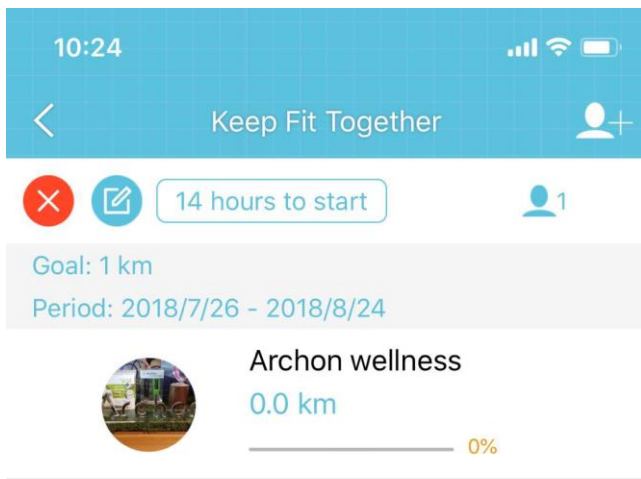 10:24
Keep Fit Together
14 hours to start
1
Goal: 1 km
Period: 2018/7/26 - 2018/8/24
Archon wellness
0.0 km
0%